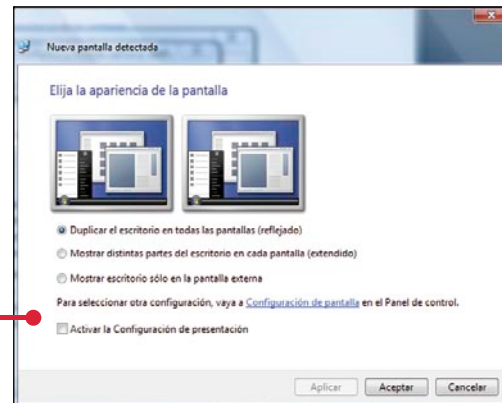 Nueva pantalla detectada
Elija la apariencia de la pantalla
Duplicar el escritorio en todas las pantallas (reflejado)
Mostrar distintas partes del escritorio en cada pantalla (extendido)
Mostrar escritorio sólo en la pantalla externa
Para seleccionar otra configuración, vaya a Configuración de pantalla en el Panel de control.
Activar la Configuración de presentación
Aplicar Aceptar Cancelar